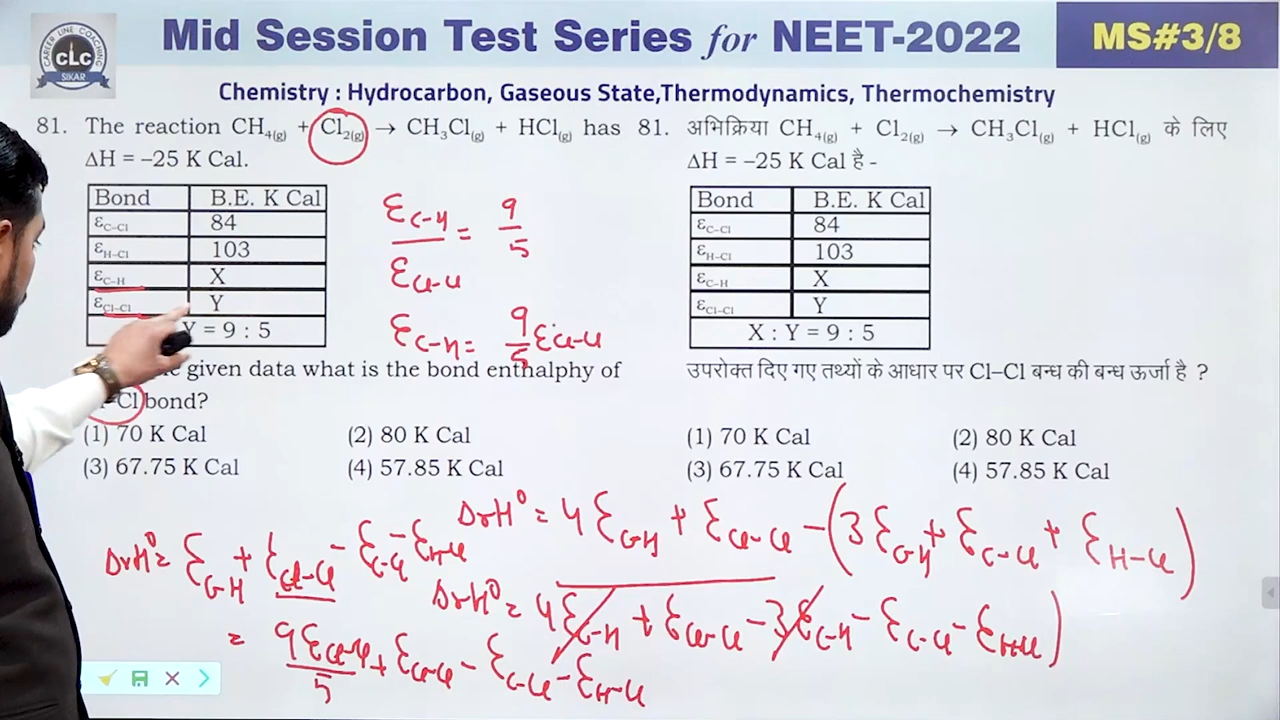 CAREER LINE COACHING
CLC
SIKAR
Mid Session Test Series for NEET-2022
MS#3/8
Chemistry : Hydrocarbon, Gaseous State,Thermodynamics, Thermochemistry
81. The reaction CH₄(g) + Cl₂(g) → CH₃Cl(g) + HCl(g) has
ΔH = –25 K Cal.
Bond B.E. K Cal
εC–Cl 84
εH–Cl 103
εC–H X
εCl–Cl Y
Y = 9 : 5
given data what is the bond enthalphy of
–Cl bond?
(1) 70 K Cal (2) 80 K Cal
(3) 67.75 K Cal (4) 57.85 K Cal
81. अभिक्रिया CH₄(g) + Cl₂(g) → CH₃Cl(g) + HCl(g) के लिए
ΔH = –25 K Cal है -
Bond B.E. K Cal
εC–Cl 84
εH–Cl 103
εC–H X
εCl–Cl Y
X : Y = 9 : 5
उपरोक्त दिए गए तथ्यों के आधार पर Cl–Cl बन्ध की बन्ध ऊर्जा है ?
(1) 70 K Cal (2) 80 K Cal
(3) 67.75 K Cal (4) 57.85 K Cal
εC–H = 9/5
εCl–Cl
εC–H = 9/5 εCl–Cl
ΔrH⁰ = 4 εC–H + εCl–Cl – (3 εC–H + εC–Cl + εH–Cl)
ΔrH⁰ = 4εC–H + εCl–Cl – 3εC–H – εC–Cl – εH–Cl)
ΔrH⁰ = εC–H + εCl–Cl – εC–Cl – εH–Cl
= 9εCl–Cl/5 + εCl–Cl – εC–Cl – εH–Cl